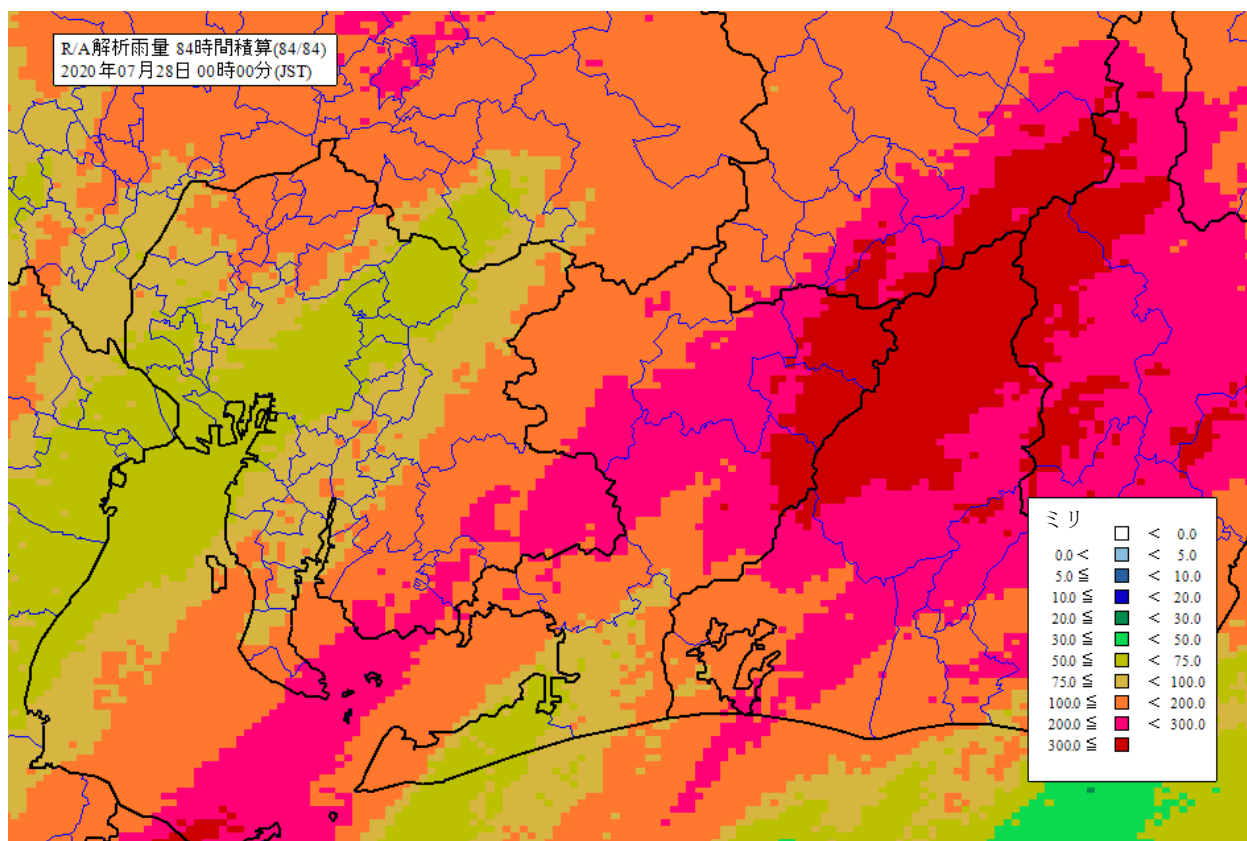 R/A解析雨量 84時間積算(84/84)
2020年07月28日 00時00分(JST)
ミリ
< 0.0
0.0 < < 5.0
5.0 ≦ < 10.0
10.0 ≦ < 20.0
20.0 ≦ < 30.0
30.0 ≦ < 50.0
50.0 ≦ < 75.0
75.0 ≦ < 100.0
100.0 ≦ < 200.0
200.0 ≦ < 300.0
300.0 ≦